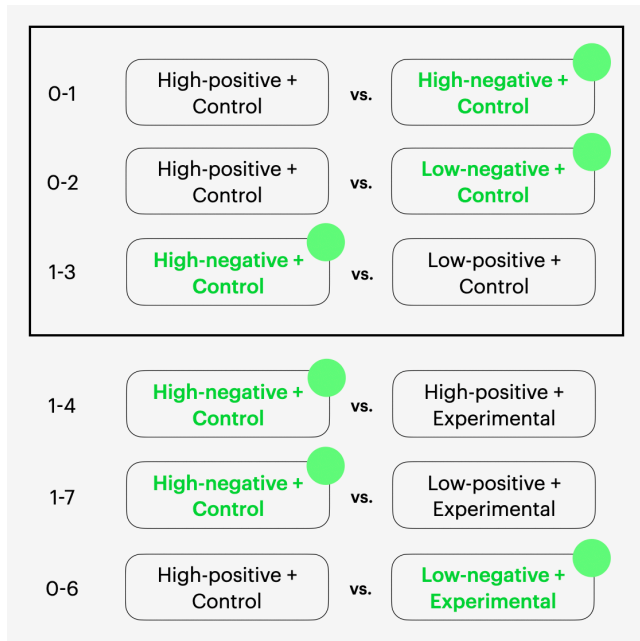 0-1
High-positive +
Control
vs.
High-negative +
Control
0-2
High-positive +
Control
vs.
Low-negative +
Control
1-3
High-negative +
Control
vs.
Low-positive +
Control
1-4
High-negative +
Control
vs.
High-positive +
Experimental
1-7
High-negative +
Control
vs.
Low-positive +
Experimental
0-6
High-positive +
Control
vs.
Low-negative +
Experimental